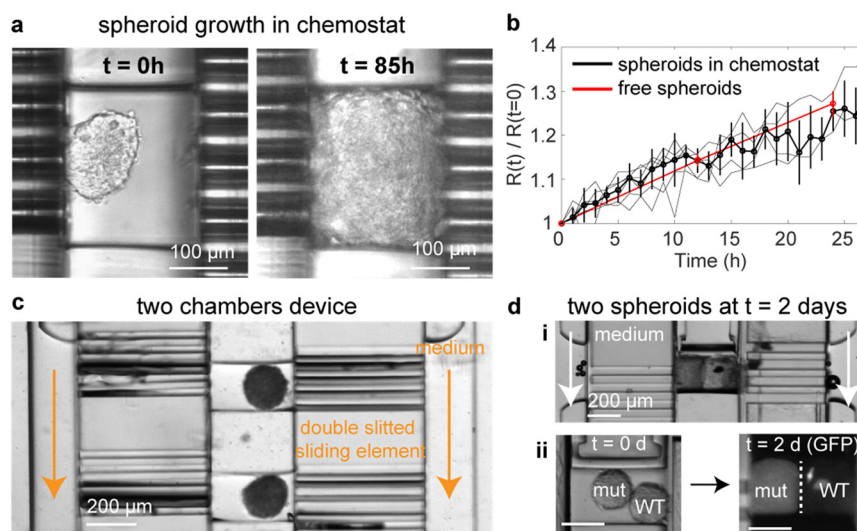 a spheroid growth in chemostat
t = 0h
t = 85h
100 µm
100 µm
b
1.4
1.3
1.2
1.1
1
R(t) / R(t=0)
spheroids in chemostat
free spheroids
0 5 10 15 20 25
Time (h)
c two chambers device
medium
double slitted
sliding element
200 µm
d two spheroids at t = 2 days
i
medium
200 µm
ii
t = 0 d
mut
WT
t = 2 d (GFP)
mut
WT